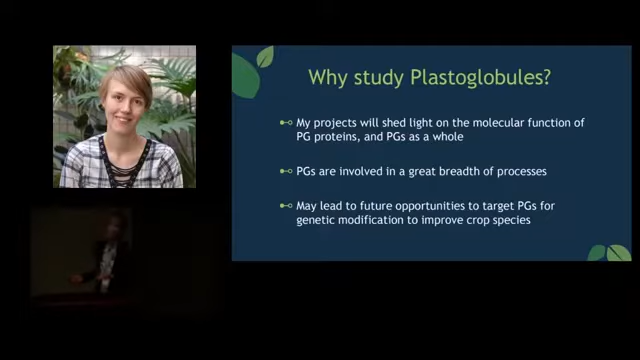 Why study Plastoglobules?
My projects will shed light on the molecular function of
PG proteins, and PGs as a whole
PGs are involved in a great breadth of processes
May lead to future opportunities to target PGs for
genetic modification to improve crop species